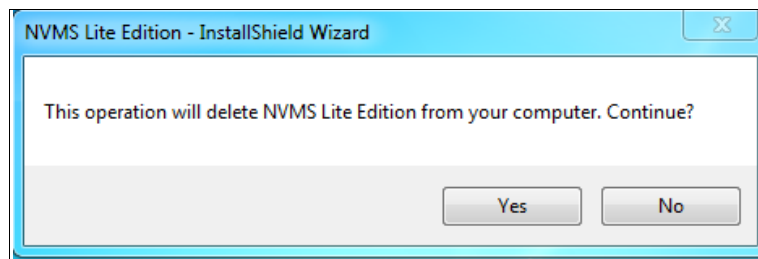 NVMS Lite Edition - InstallShield Wizard
This operation will delete NVMS Lite Edition from your computer. Continue?
Yes No